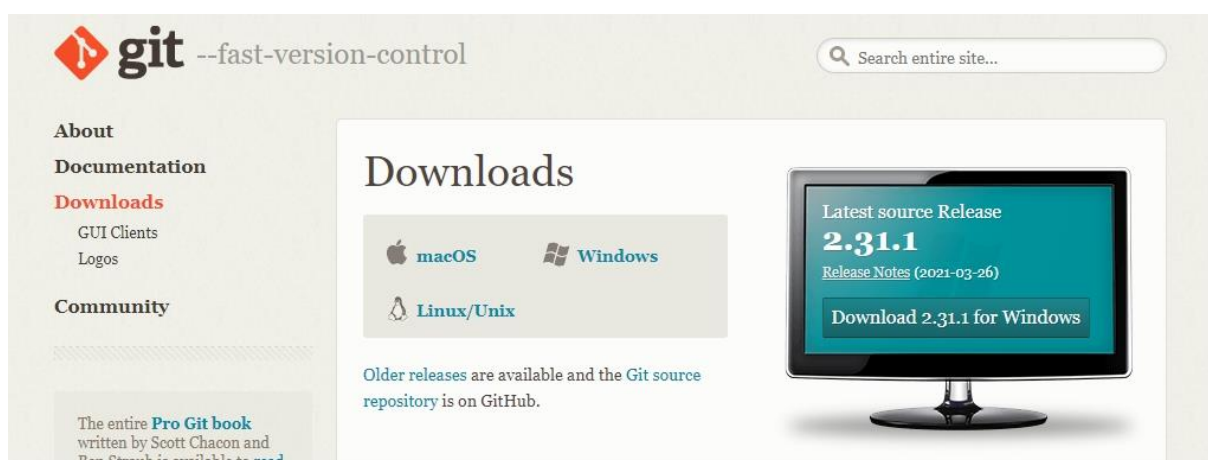 git --fast-version-control
Search entire site...
About
Documentation
Downloads
GUI Clients
Logos
Community
The entire Pro Git book
written by Scott Chacon and
Downloads
macOS
Windows
Linux/Unix
Older releases are available and the Git source
repository is on GitHub.
Latest source Release
2.31.1
Release Notes (2021-03-26)
Download 2.31.1 for Windows